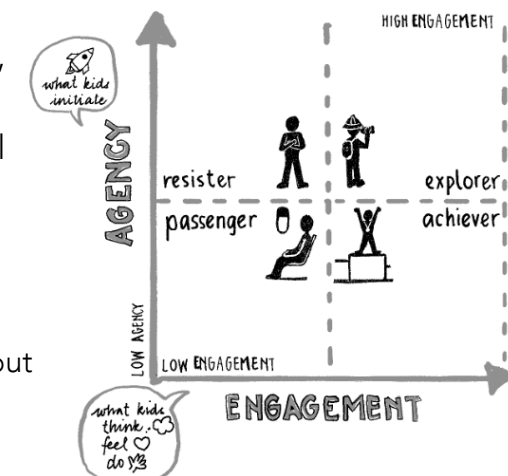 HIGH ENGAGEMENT
what kids
initiate
AGENCY
resister
explorer
passenger
achiever
LOW AGENCY
LOW ENGAGEMENT
out
ENGAGEMENT
what kids
think
feel
do